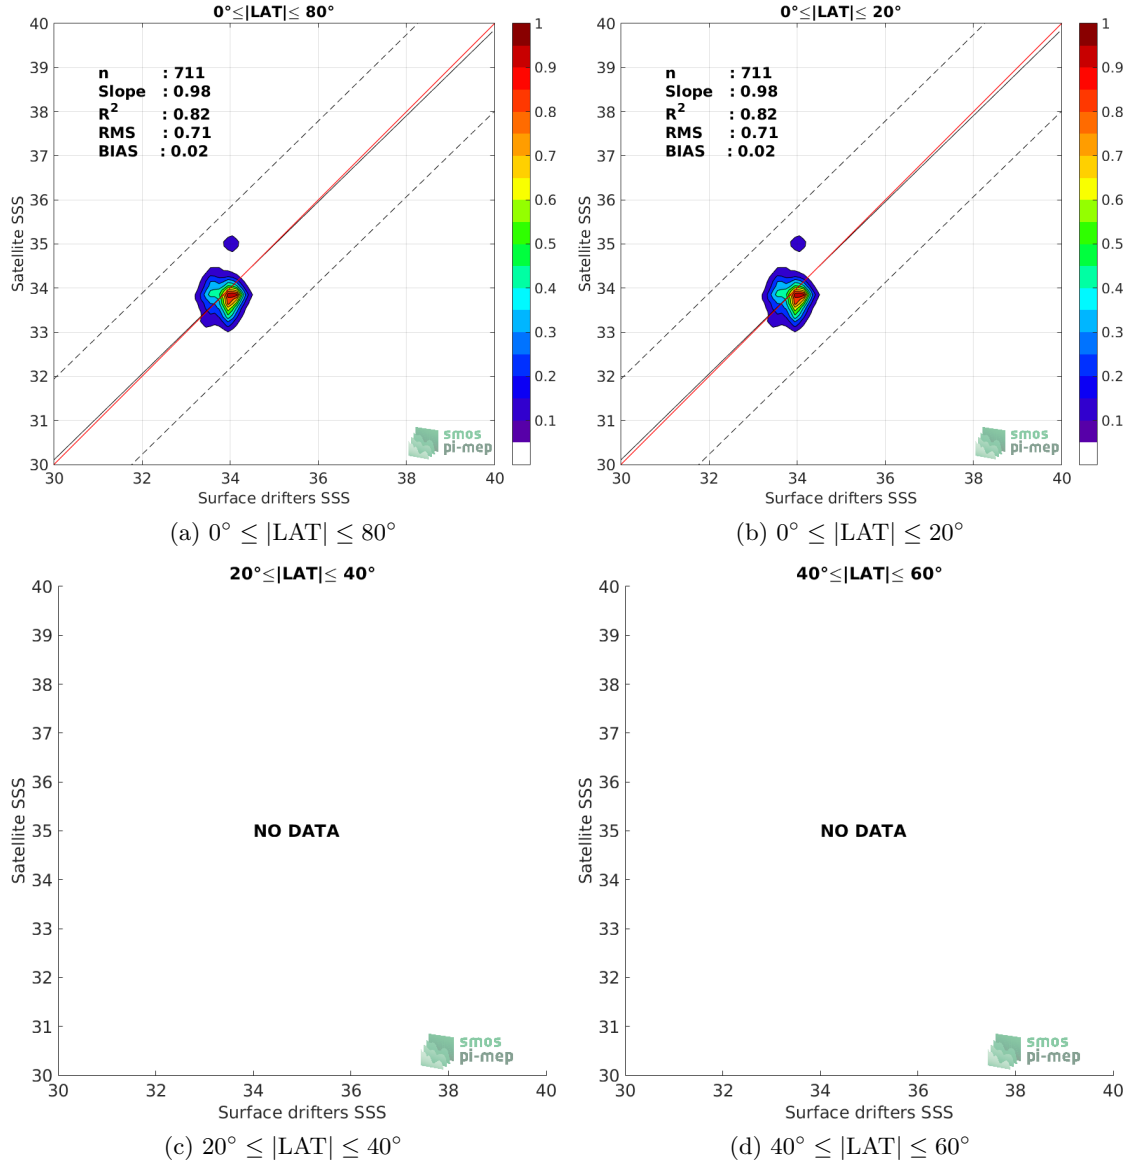 0°≤|LAT|≤ 80°
40
39
38
37
36
35
34
33
32
31
30
n : 711
Slope : 0.98
R2 : 0.82
RMS : 0.71
BIAS : 0.02
smos
pi-mep
30 32 34 36 38 40
Surface drifters SSS
Satellite SSS
1
0.9
0.8
0.7
0.6
0.5
0.4
0.3
0.2
0.1
(a) 0° ≤ |LAT| ≤ 80°
0°≤|LAT|≤ 20°
40
39
38
37
36
35
34
33
32
31
30
n : 711
Slope : 0.98
R2 : 0.82
RMS : 0.71
BIAS : 0.02
smos
pi-mep
30 32 34 36 38 40
Surface drifters SSS
Satellite SSS
1
0.9
0.8
0.7
0.6
0.5
0.4
0.3
0.2
0.1
(b) 0° ≤ |LAT| ≤ 20°
20°≤|LAT|≤ 40°
40
39
38
37
36
35
34
33
32
31
30
NO DATA
smos
pi-mep
30 32 34 36 38 40
Surface drifters SSS
Satellite SSS
(c) 20° ≤ |LAT| ≤ 40°
40°≤|LAT|≤ 60°
40
39
38
37
36
35
34
33
32
31
30
NO DATA
smos
pi-mep
30 32 34 36 38 40
Surface drifters SSS
Satellite SSS
(d) 40° ≤ |LAT| ≤ 60°